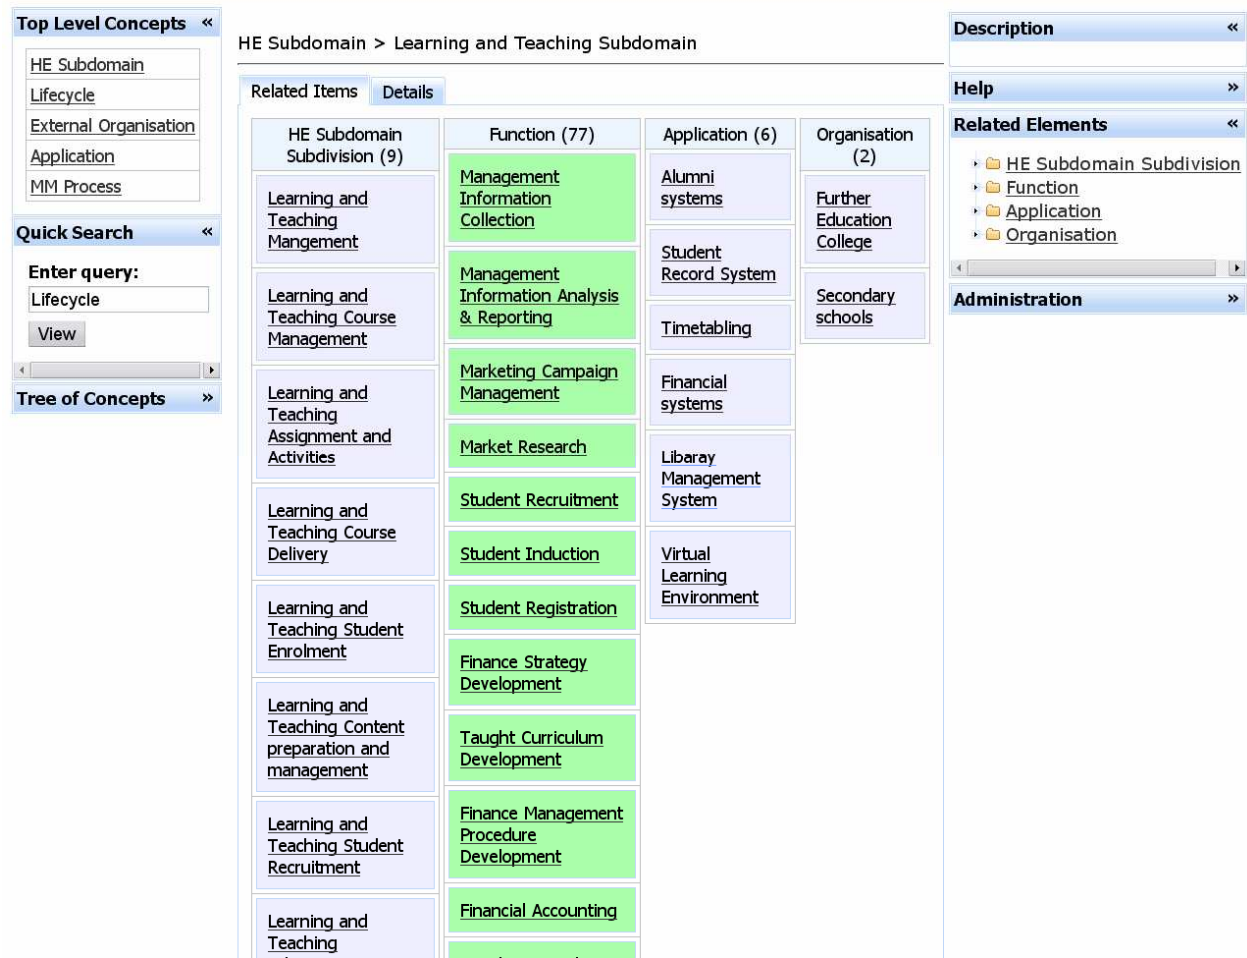 Top Level Concepts «
HE Subdomain
Lifecycle
External Organisation
Application
MM Process
Quick Search «
Enter query:
Lifecycle
View
Tree of Concepts »
HE Subdomain > Learning and Teaching Subdomain
Related Items Details
HE Subdomain
Subdivision (9)
Learning and
Teaching
Mangement
Learning and
Teaching Course
Management
Learning and
Teaching
Assignment and
Activities
Learning and
Teaching Course
Delivery
Learning and
Teaching Student
Enrolment
Learning and
Teaching Content
preparation and
management
Learning and
Teaching Student
Recruitment
Learning and
Teaching
Function (77)
Management
Information
Collection
Management
Information Analysis
& Reporting
Marketing Campaign
Management
Market Research
Student Recruitment
Student Induction
Student Registration
Finance Strategy
Development
Taught Curriculum
Development
Finance Management
Procedure
Development
Financial Accounting
Application (6)
Alumni
systems
Student
Record System
Timetabling
Financial
systems
Libaray
Management
System
Virtual
Learning
Environment
Organisation
(2)
Further
Education
College
Secondary
schools
Description «
Help »
Related Elements «
HE Subdomain Subdivision
Function
Application
Organisation
Administration »